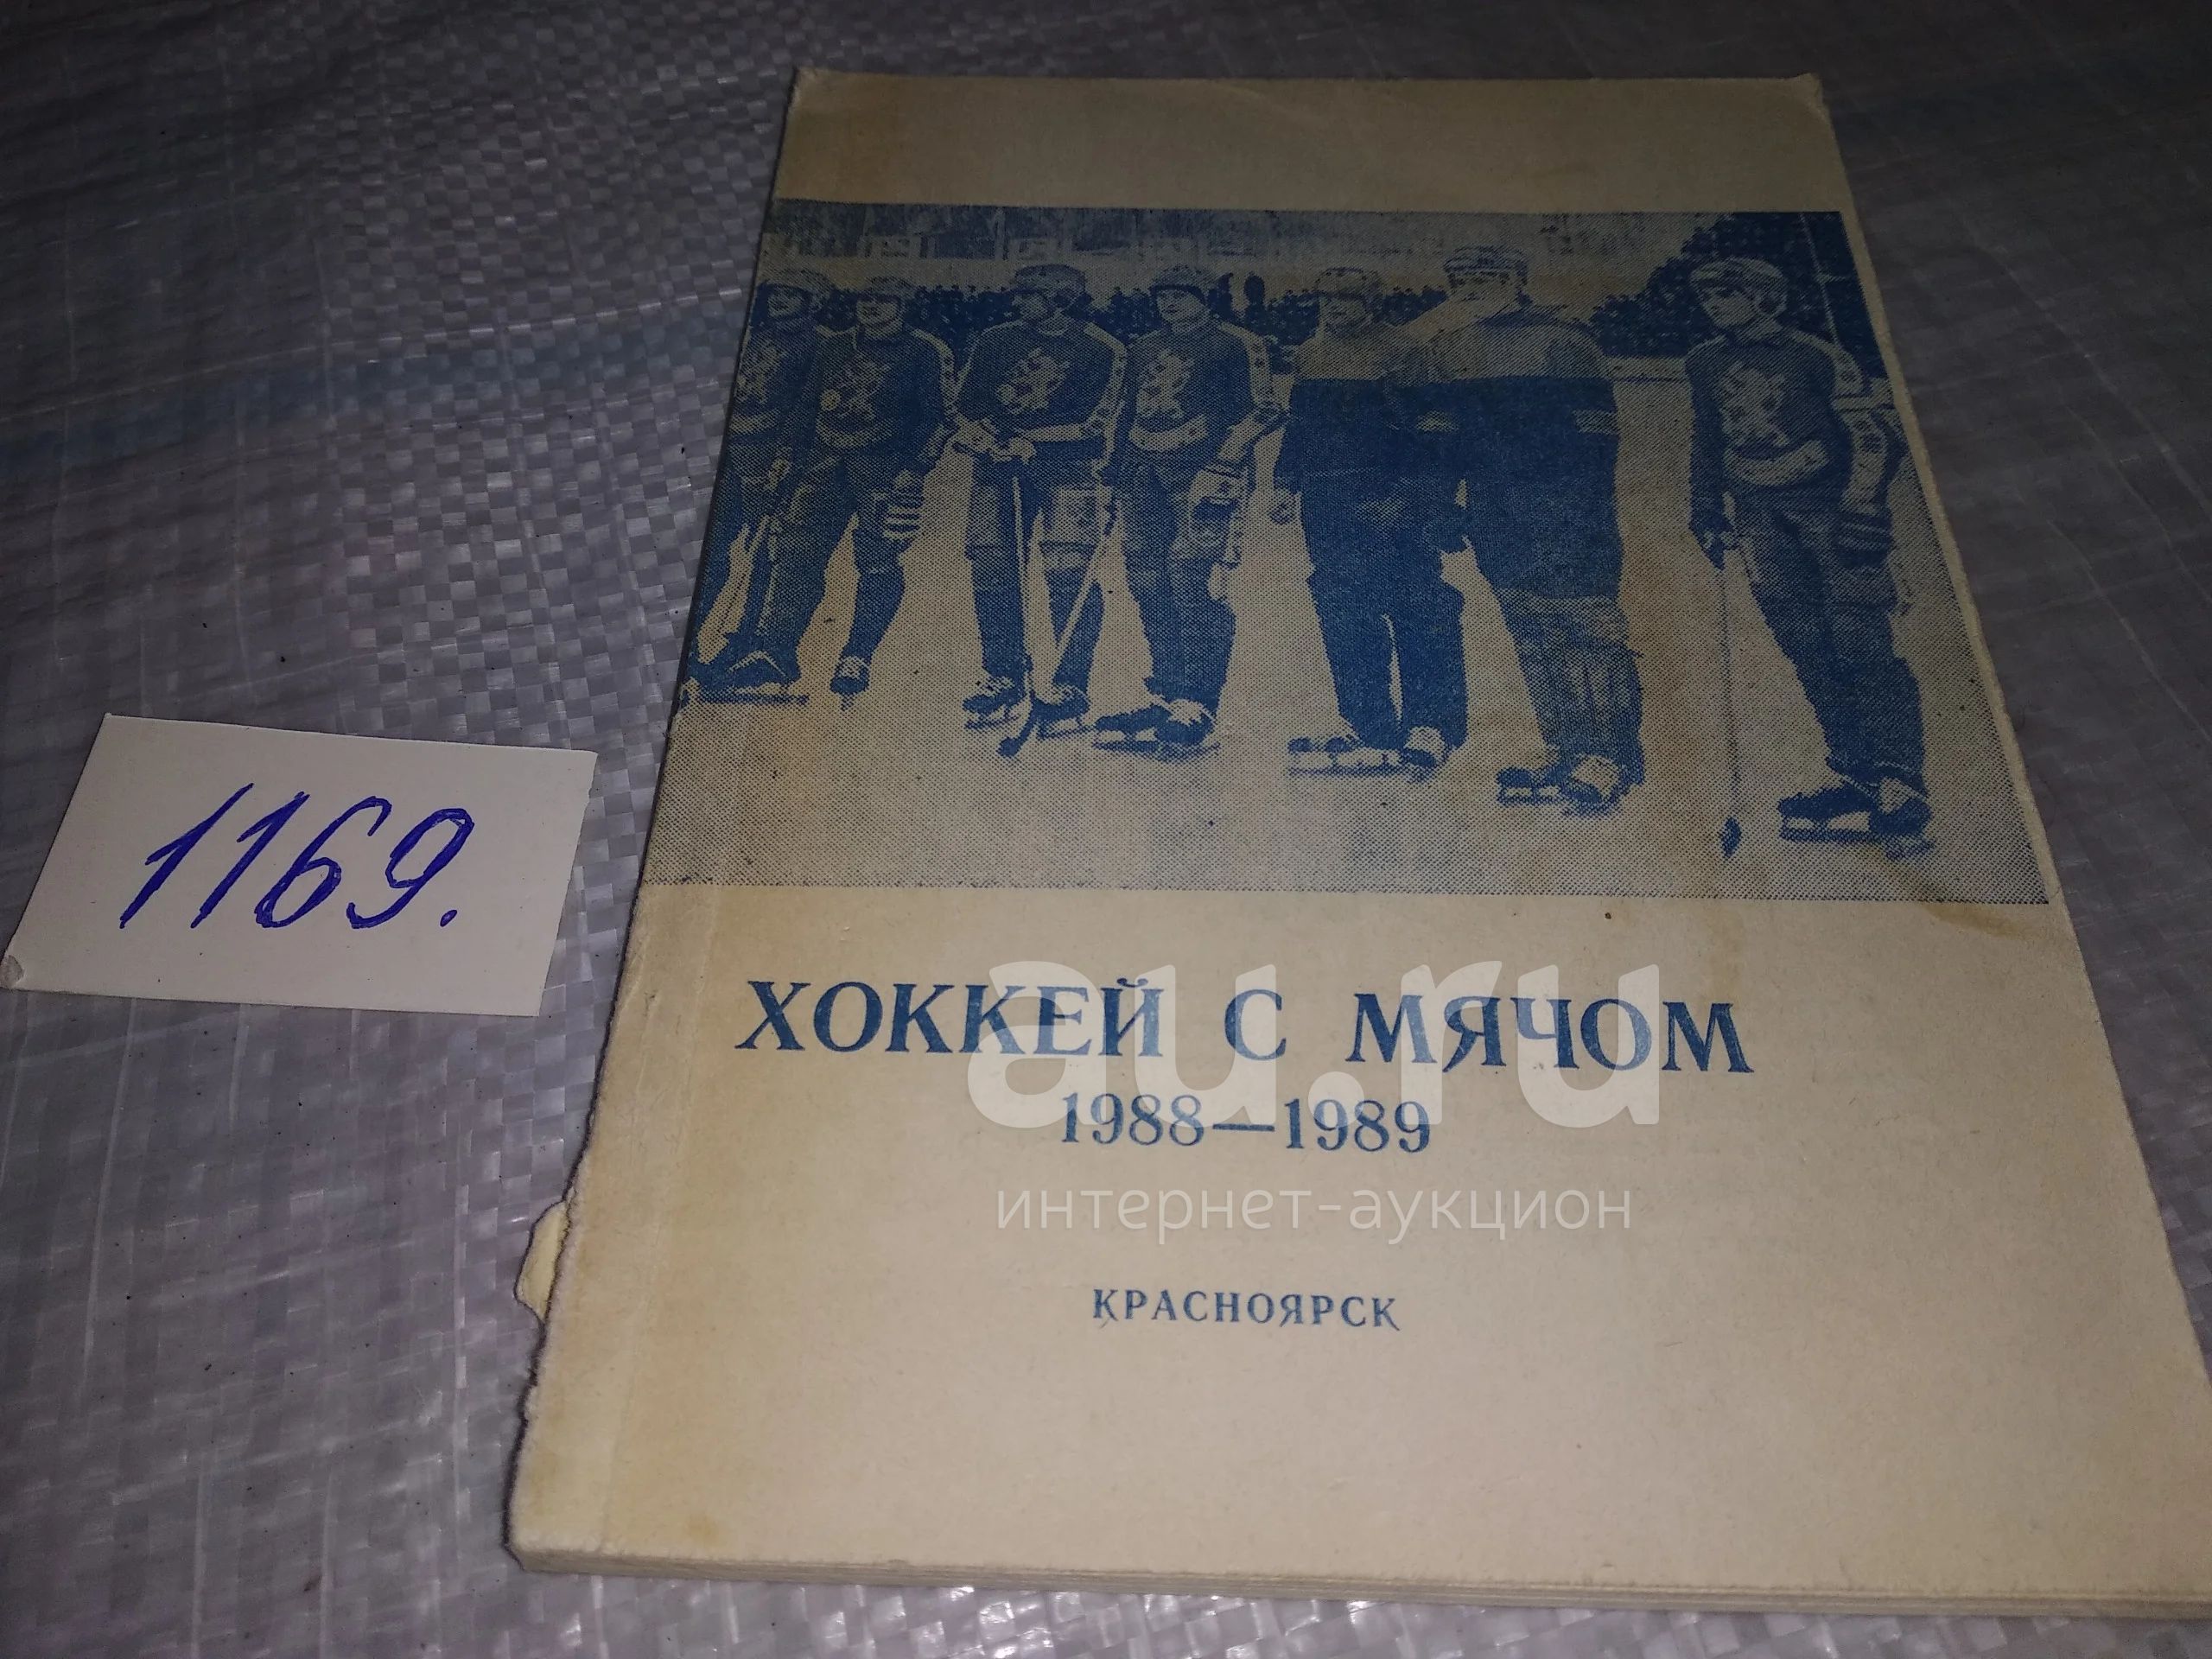 1169.
ХОККЕЙ С МЯЧОМ
1988—1989
КРАСНОЯРСК
au.ru
интернет-аукцион